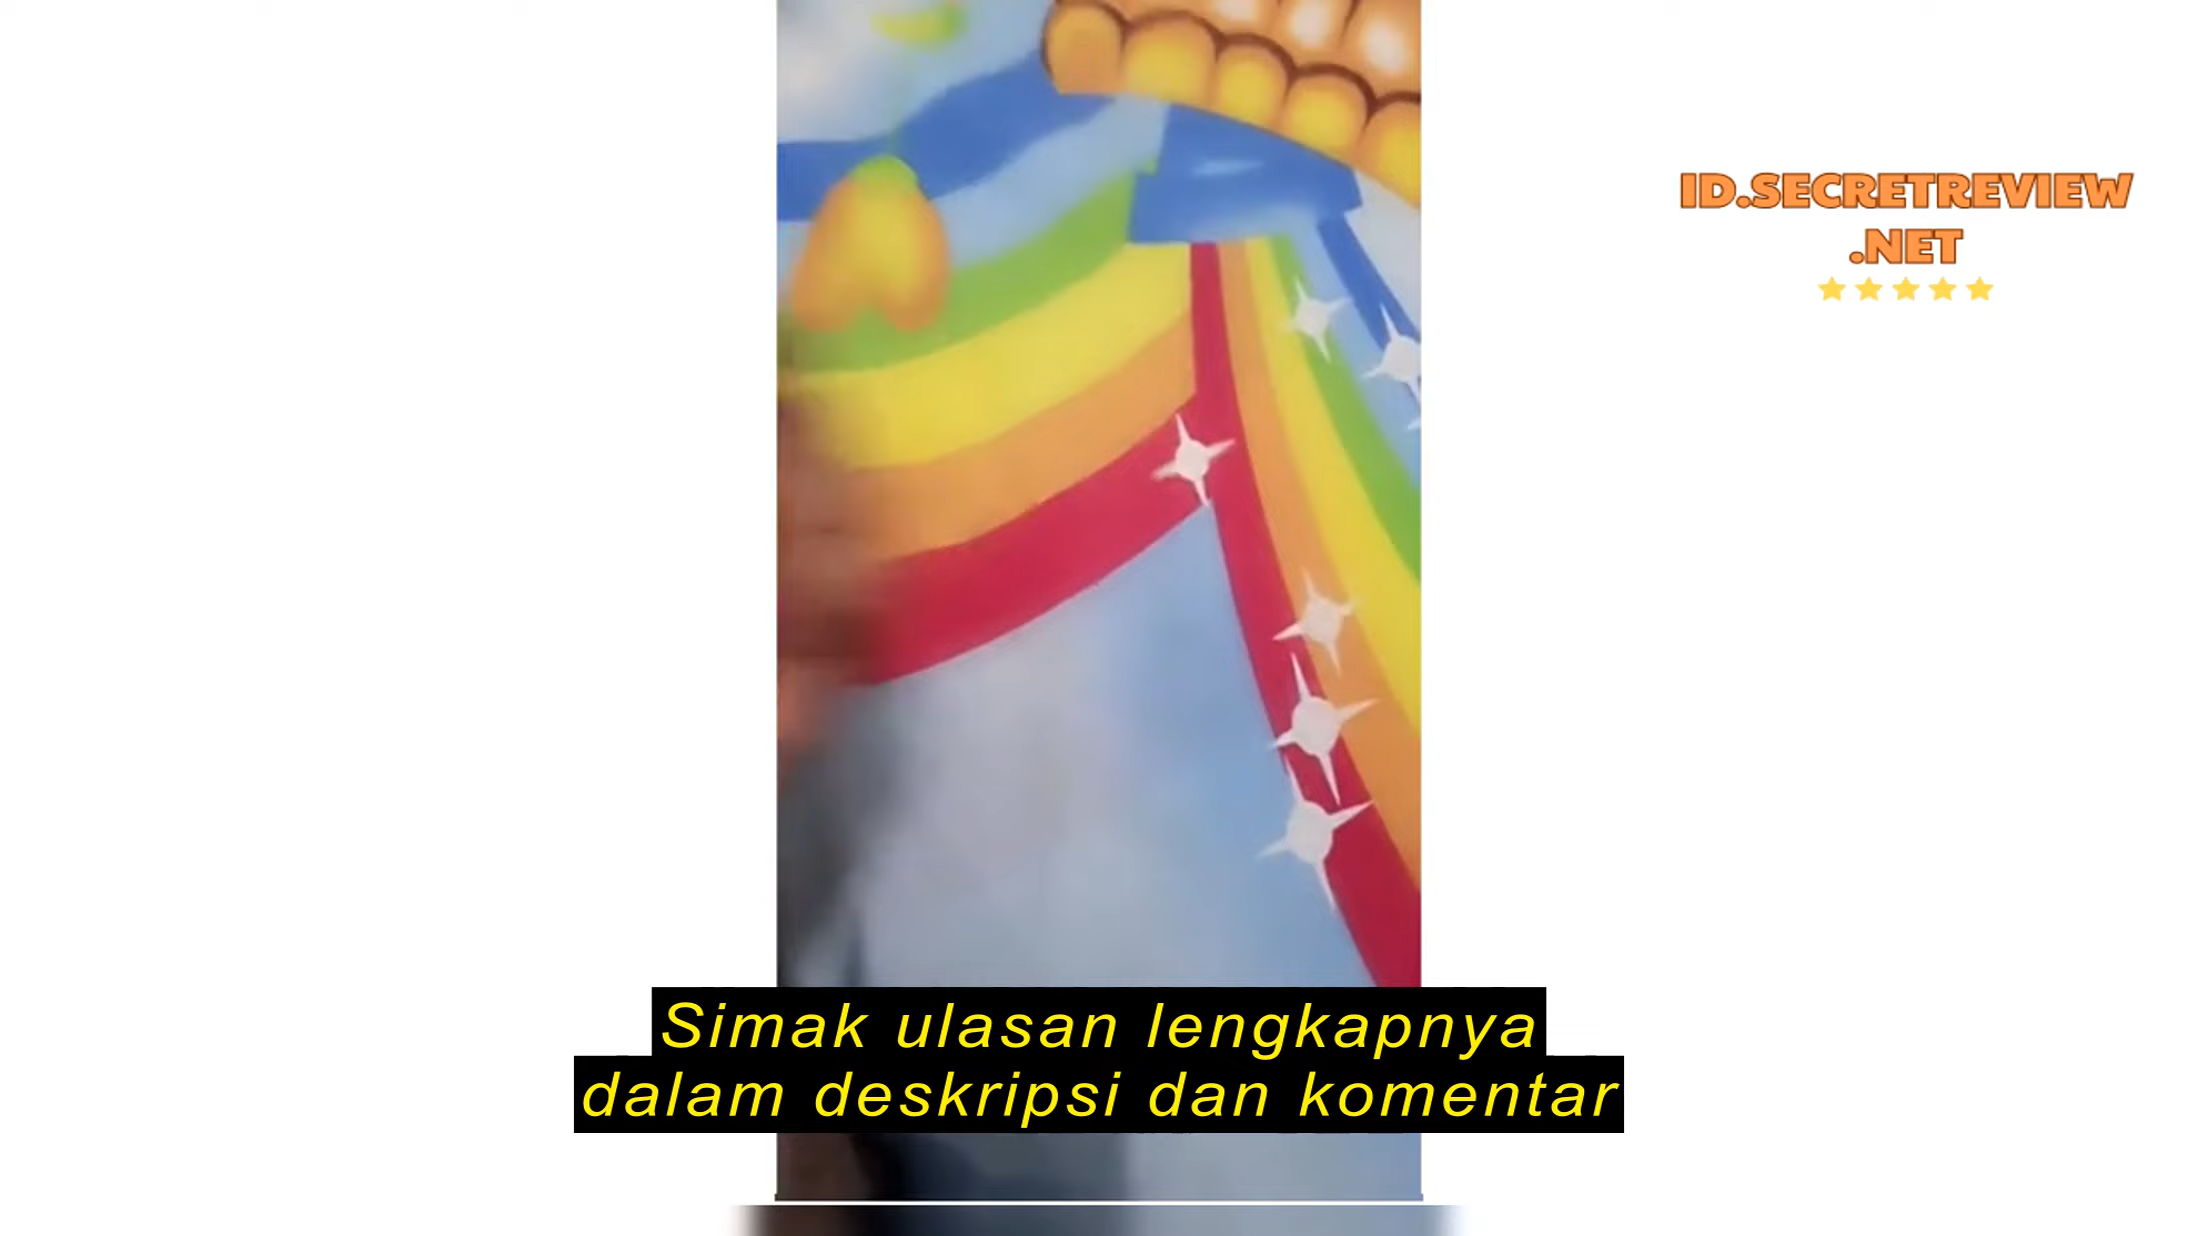 ID.SECRETREVIEW
.NET
Simak ulasan lengkapnya
dalam deskripsi dan komentar